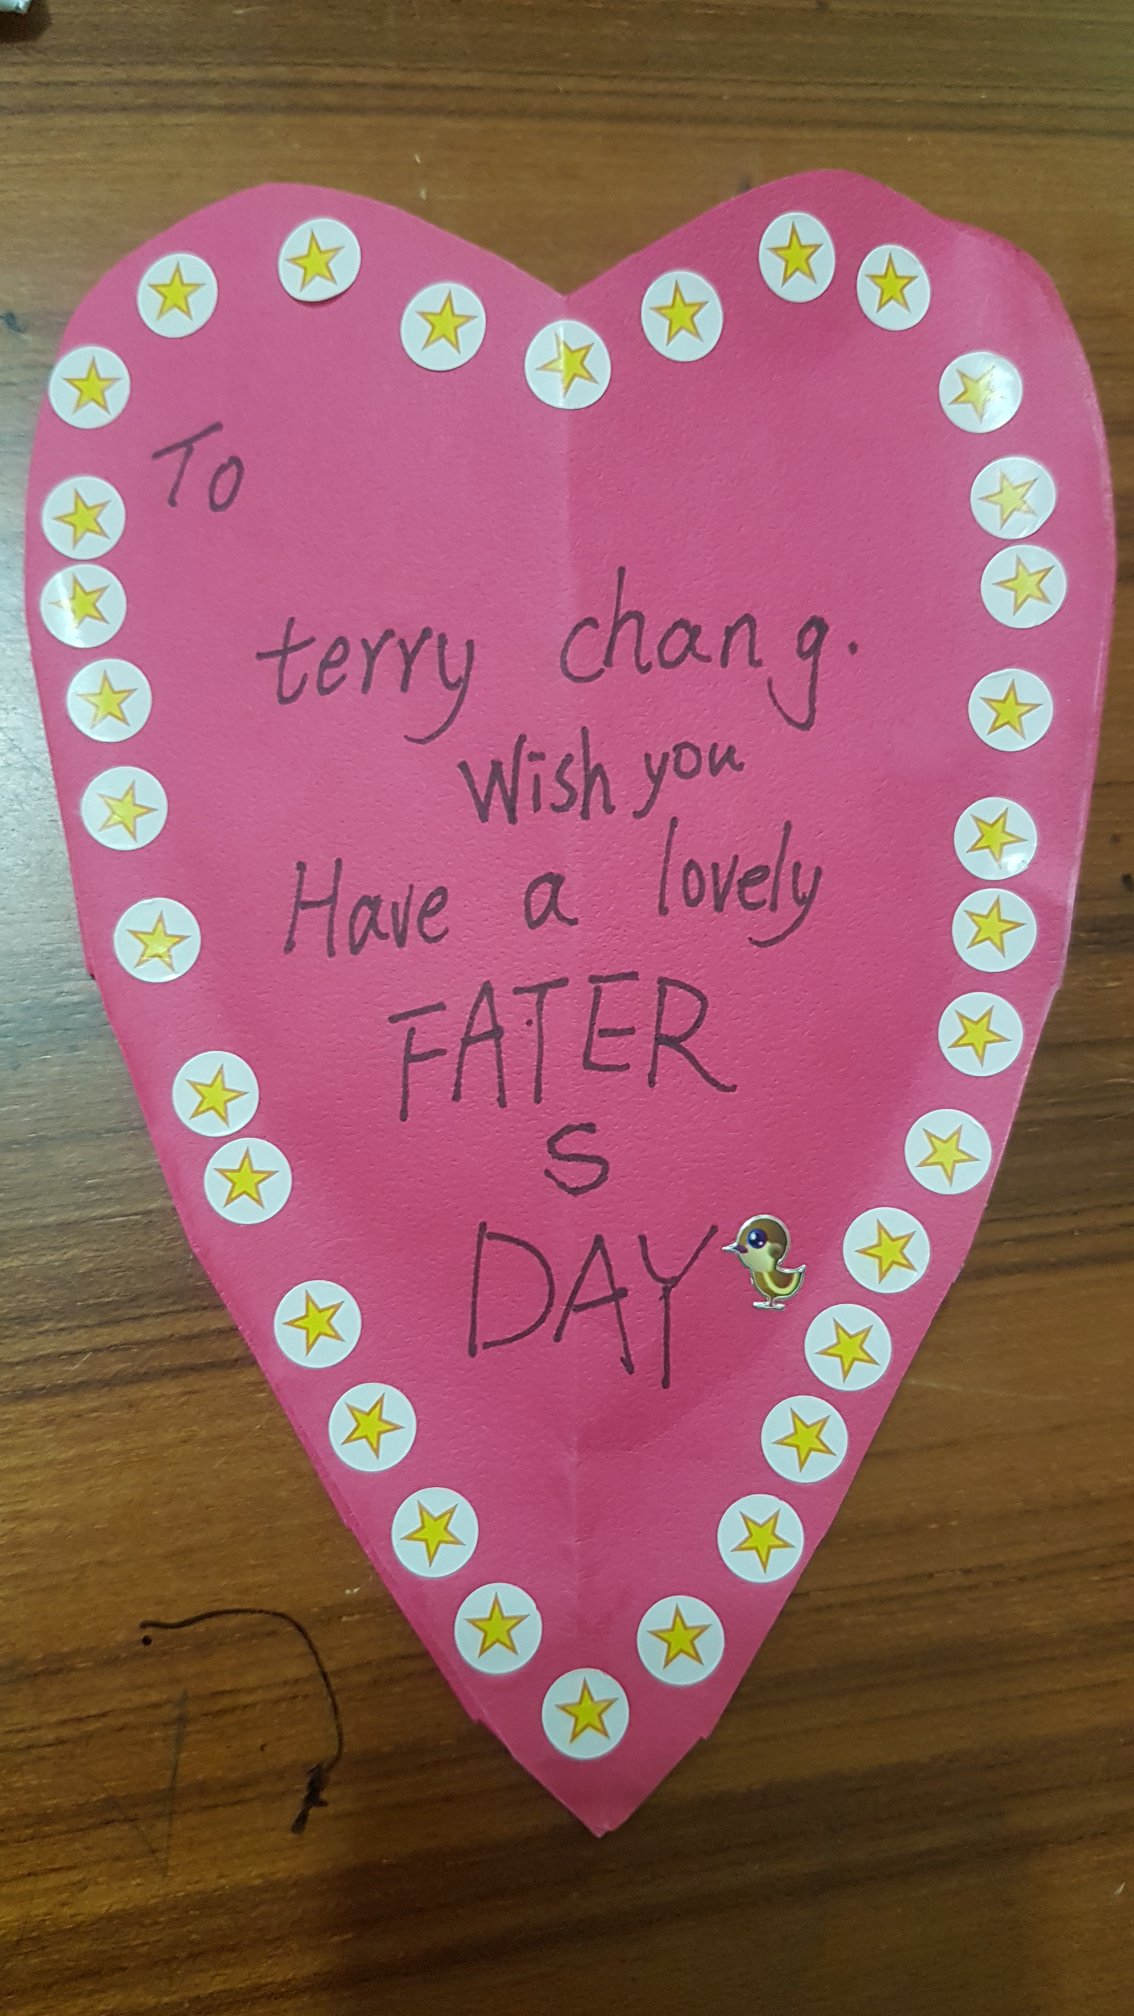 To
terry chang.
Wish you
Have a lovely
FATER
S
DAY